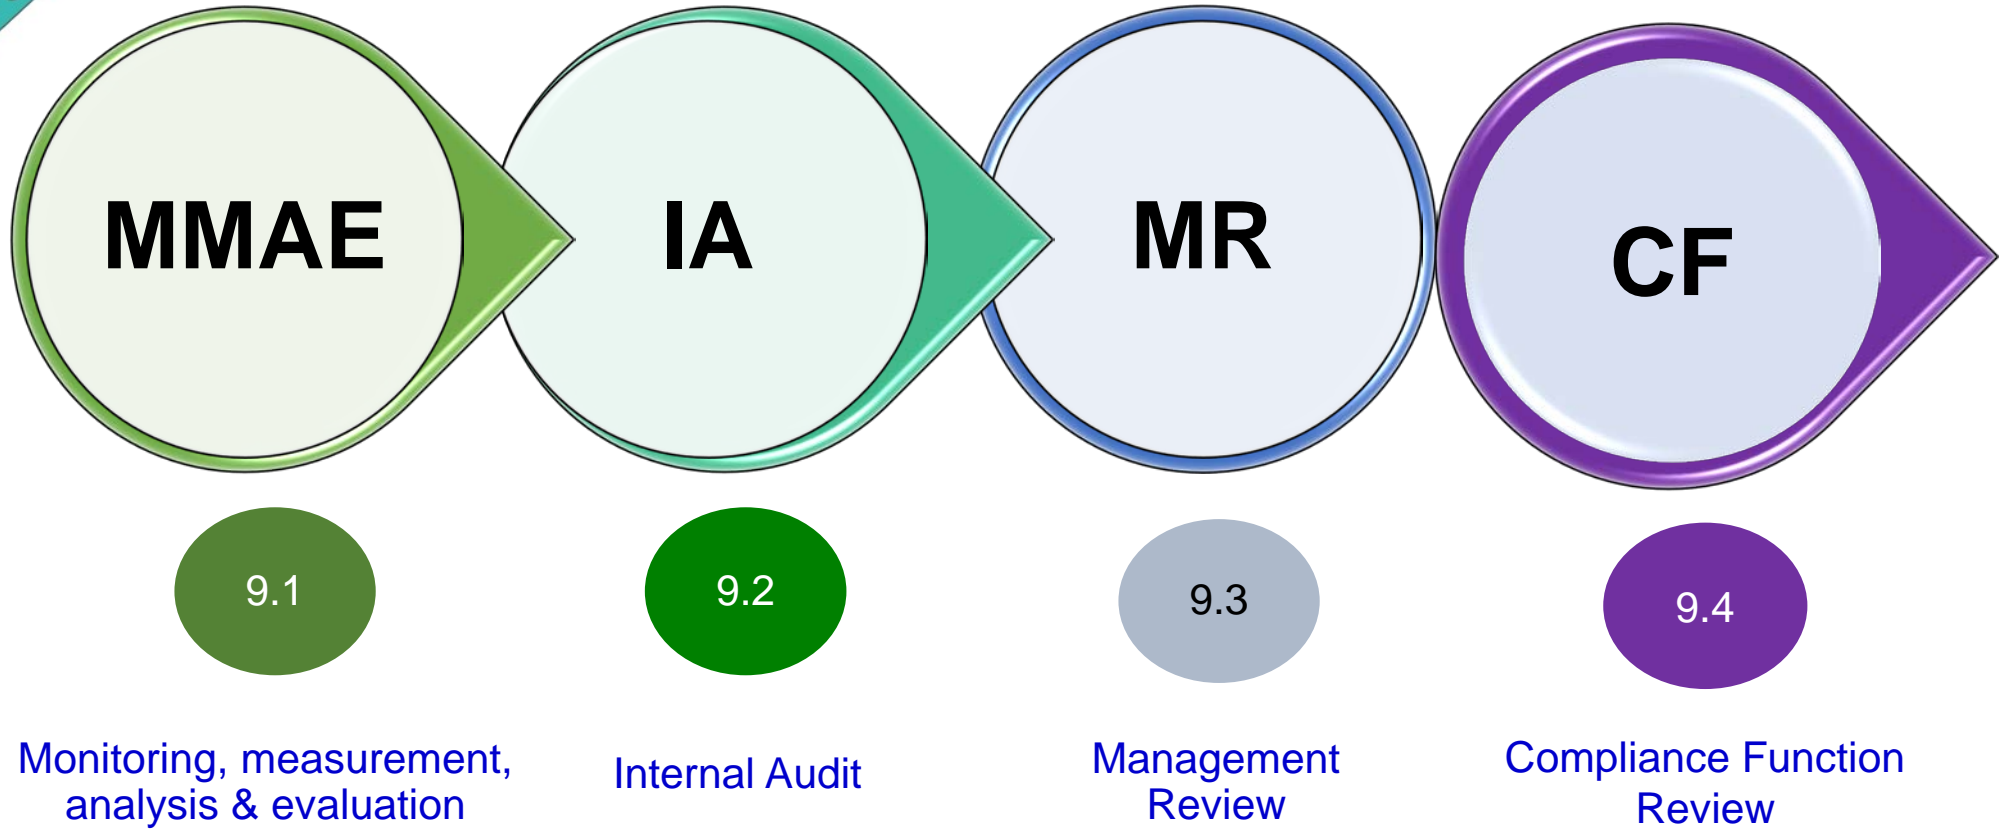 MMAE
IA
MR
CF
9.1
9.2
9.3
9.4
Monitoring, measurement,
analysis & evaluation
Internal Audit
Management
Review
Compliance Function
Review